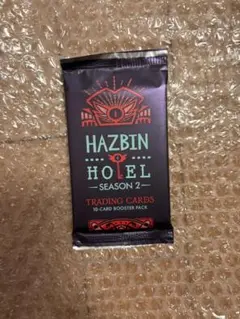 HAZBIN
HOTEL
SEASON 2
TRADING CARDS
10-CARD BOOSTER PACK